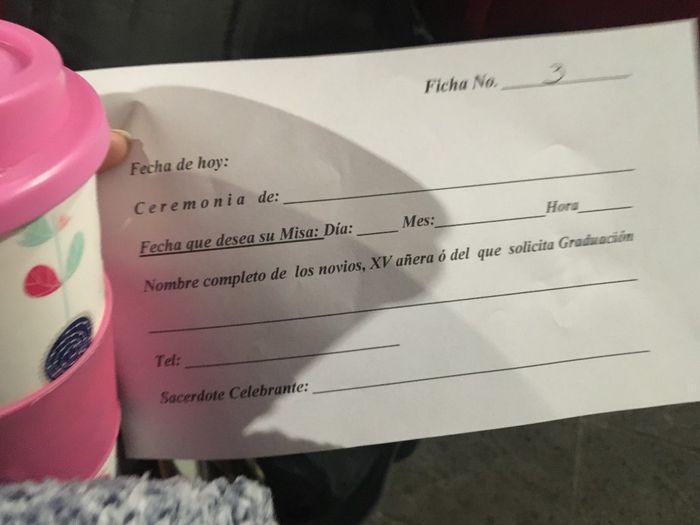 Ficha No. 3
Fecha de hoy:
Ceremonia de:
Fecha que desea su Misa: Día: Mes: Hora
Nombre completo de los novios, XV añera ó del que solicita Graduación
Tel:
Sacerdote Celebrante: